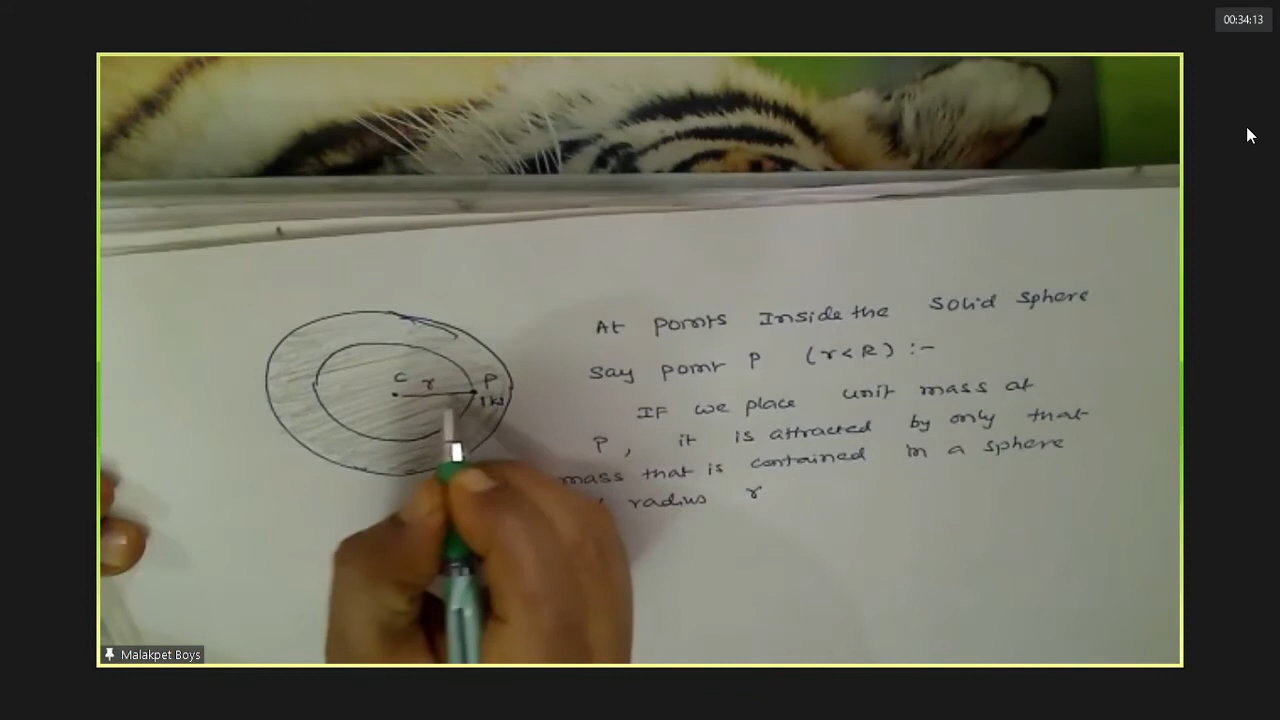 00:34:13
At points Inside the solid sphere
say point P (r<R) :-
IF we place unit mass at
P, it is attracted by only that
mass that is contained in a sphere
radius r
C r P
1kg
Malakpet Boys